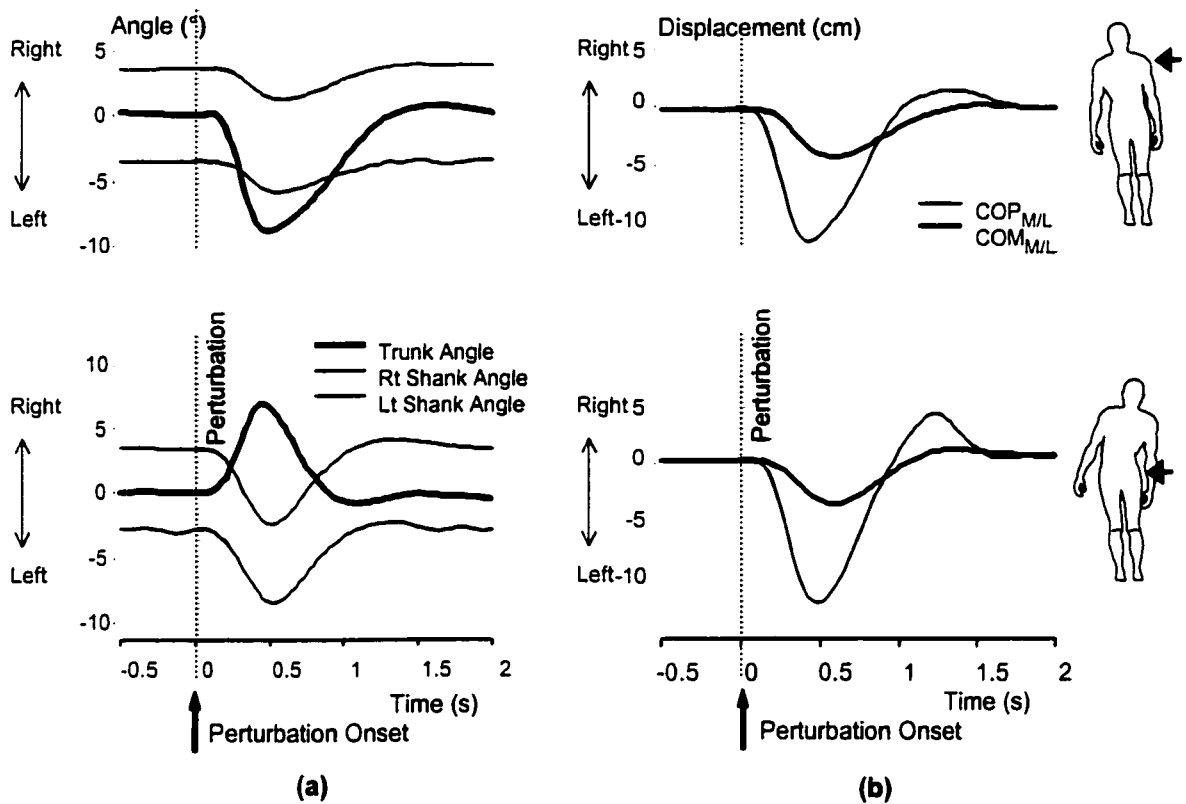 Angle (°)
Right
5
0
-5
Left
-10
Displacement (cm)
Right
5
0
-5
Left
-10
COP M/L
COM M/L
Perturbation
10
Right
5
0
-5
Left
-10
Trunk Angle
Rt Shank Angle
Lt Shank Angle
-0.5 0 0.5 1 1.5 2
Time (s)
Perturbation Onset
(a)
Perturbation
Right
5
0
-5
Left
-10
-0.5 0 0.5 1 1.5 2
Time (s)
Perturbation Onset
(b)